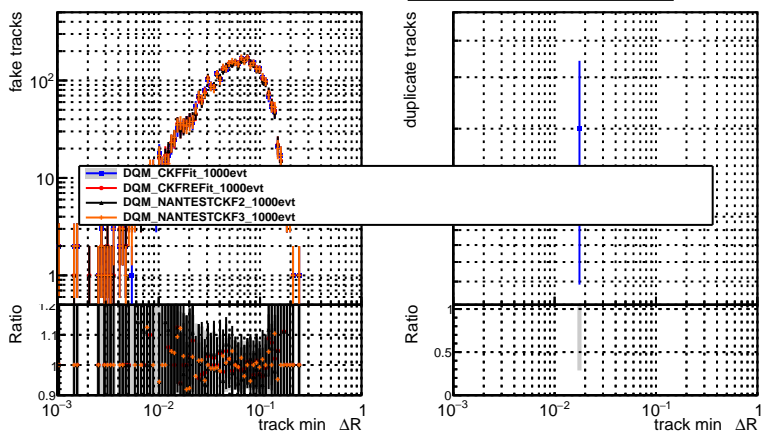 fake tracks
10²
10
1
DQM_CKFFit_1000evt
DQM_CKFREFit_1000evt
DQM_NANTESTCKF2_1000evt
DQM_NANTESTCKF3_1000evt
Ratio
1.2
1.1
1
0.9
10⁻³ 10⁻² 10⁻¹ 1
track min ΔR
duplicate tracks
Ratio
1
0.5
0
10⁻³ 10⁻² 10⁻¹ 1
track min ΔR